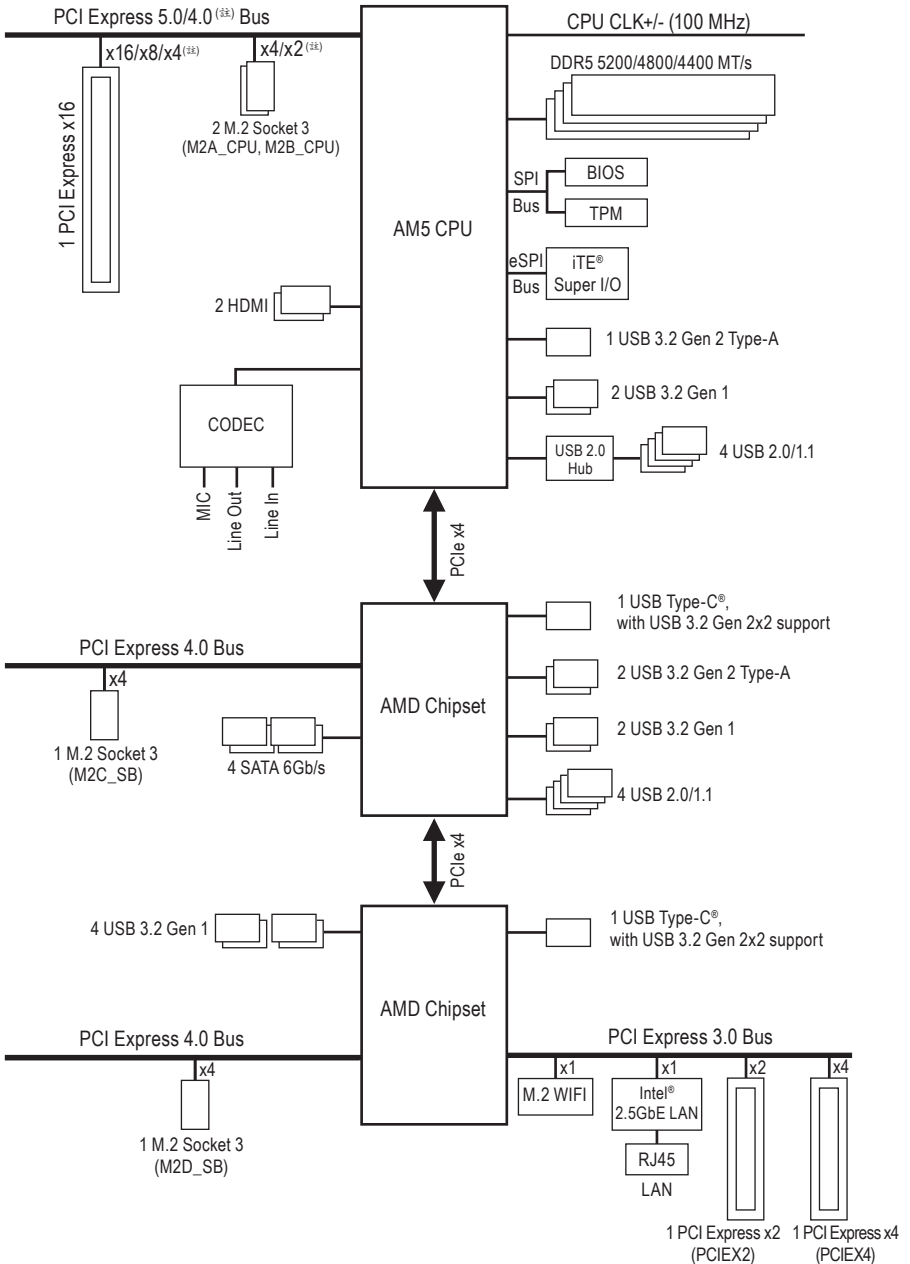 PCI Express 5.0/4.0 (註) Bus
CPU CLK+/- (100 MHz)
x16/x8/x4(註)
x4/x2(註)
DDR5 5200/4800/4400 MT/s
1 PCI Express x16
2 M.2 Socket 3
(M2A_CPU, M2B_CPU)
SPI
Bus
BIOS
TPM
AM5 CPU
eSPI
Bus
iTE®
Super I/O
2 HDMI
1 USB 3.2 Gen 2 Type-A
2 USB 3.2 Gen 1
CODEC
USB 2.0
Hub
4 USB 2.0/1.1
MIC
Line Out
Line In
PCIe x4
1 USB Type-C®,
with USB 3.2 Gen 2x2 support
PCI Express 4.0 Bus
x4
2 USB 3.2 Gen 2 Type-A
AMD Chipset
1 M.2 Socket 3
(M2C_SB)
4 SATA 6Gb/s
2 USB 3.2 Gen 1
4 USB 2.0/1.1
PCIe x4
4 USB 3.2 Gen 1
1 USB Type-C®,
with USB 3.2 Gen 2x2 support
AMD Chipset
PCI Express 4.0 Bus
PCI Express 3.0 Bus
x4
x1
x1
x2
x4
M.2 WIFI
Intel®
2.5GbE LAN
1 M.2 Socket 3
(M2D_SB)
RJ45
LAN
1 PCI Express x2
(PCIEX2)
1 PCI Express x4
(PCIEX4)